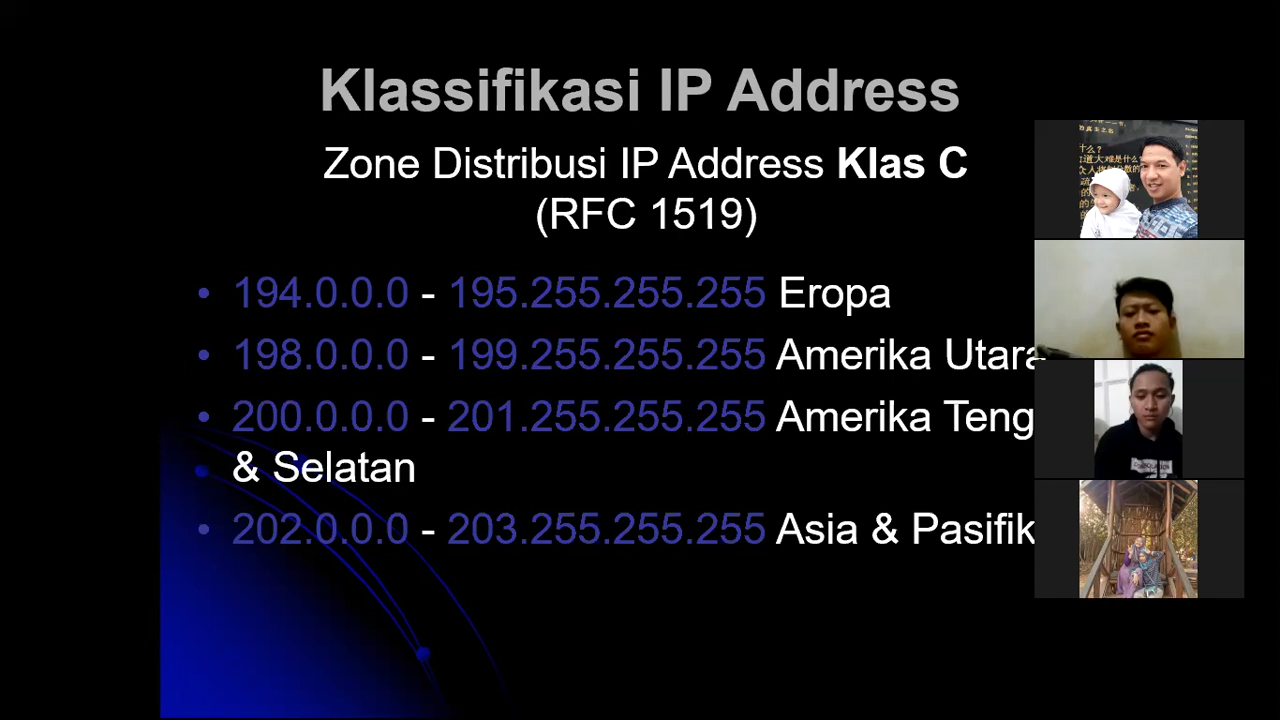 Klassifikasi IP Address
Zone Distribusi IP Address Klas C
(RFC 1519)
• 194.0.0.0 - 195.255.255.255 Eropa
• 198.0.0.0 - 199.255.255.255 Amerika Utara
• 200.0.0.0 - 201.255.255.255 Amerika Teng
& Selatan
• 202.0.0.0 - 203.255.255.255 Asia & Pasifik
什么?